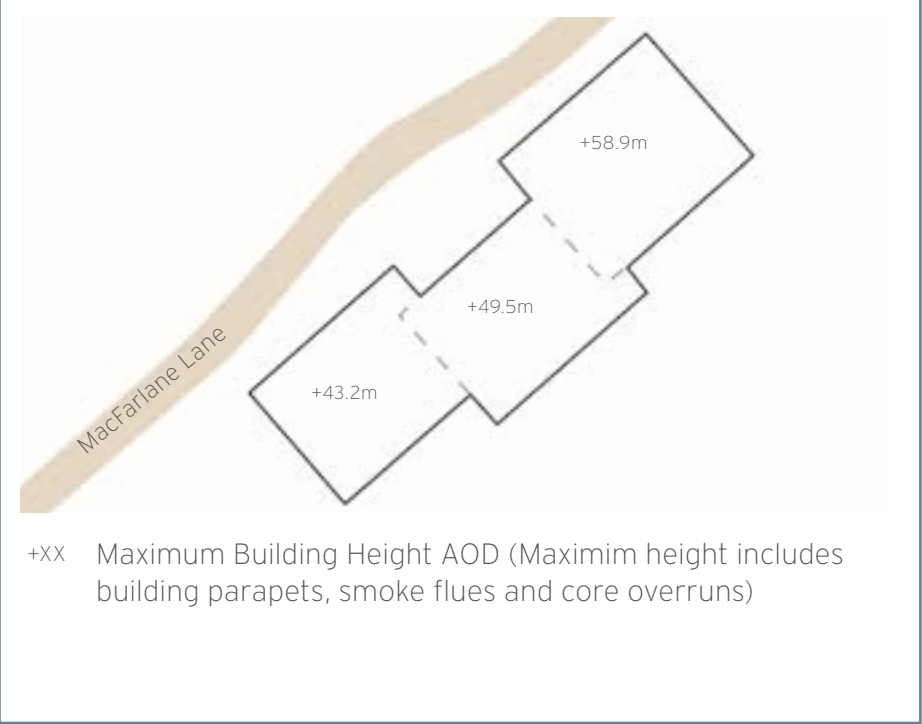 +58.9m
+49.5m
+43.2m
MacFarlane Lane
+XX Maximum Building Height AOD (Maximim height includes
building parapets, smoke flues and core overruns)